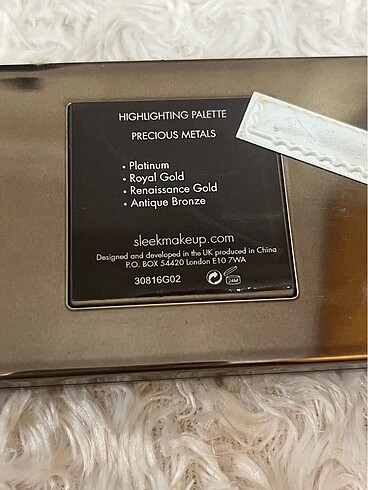 HIGHLIGHTING PALETTE
PRECIOUS METALS
• Platinum
• Royal Gold
• Renaissance Gold
• Antique Bronze
sleekmakeup.com
Designed and developed in the UK produced in China
P.O. BOX 54420 London E10 7WA
30816G02
24M